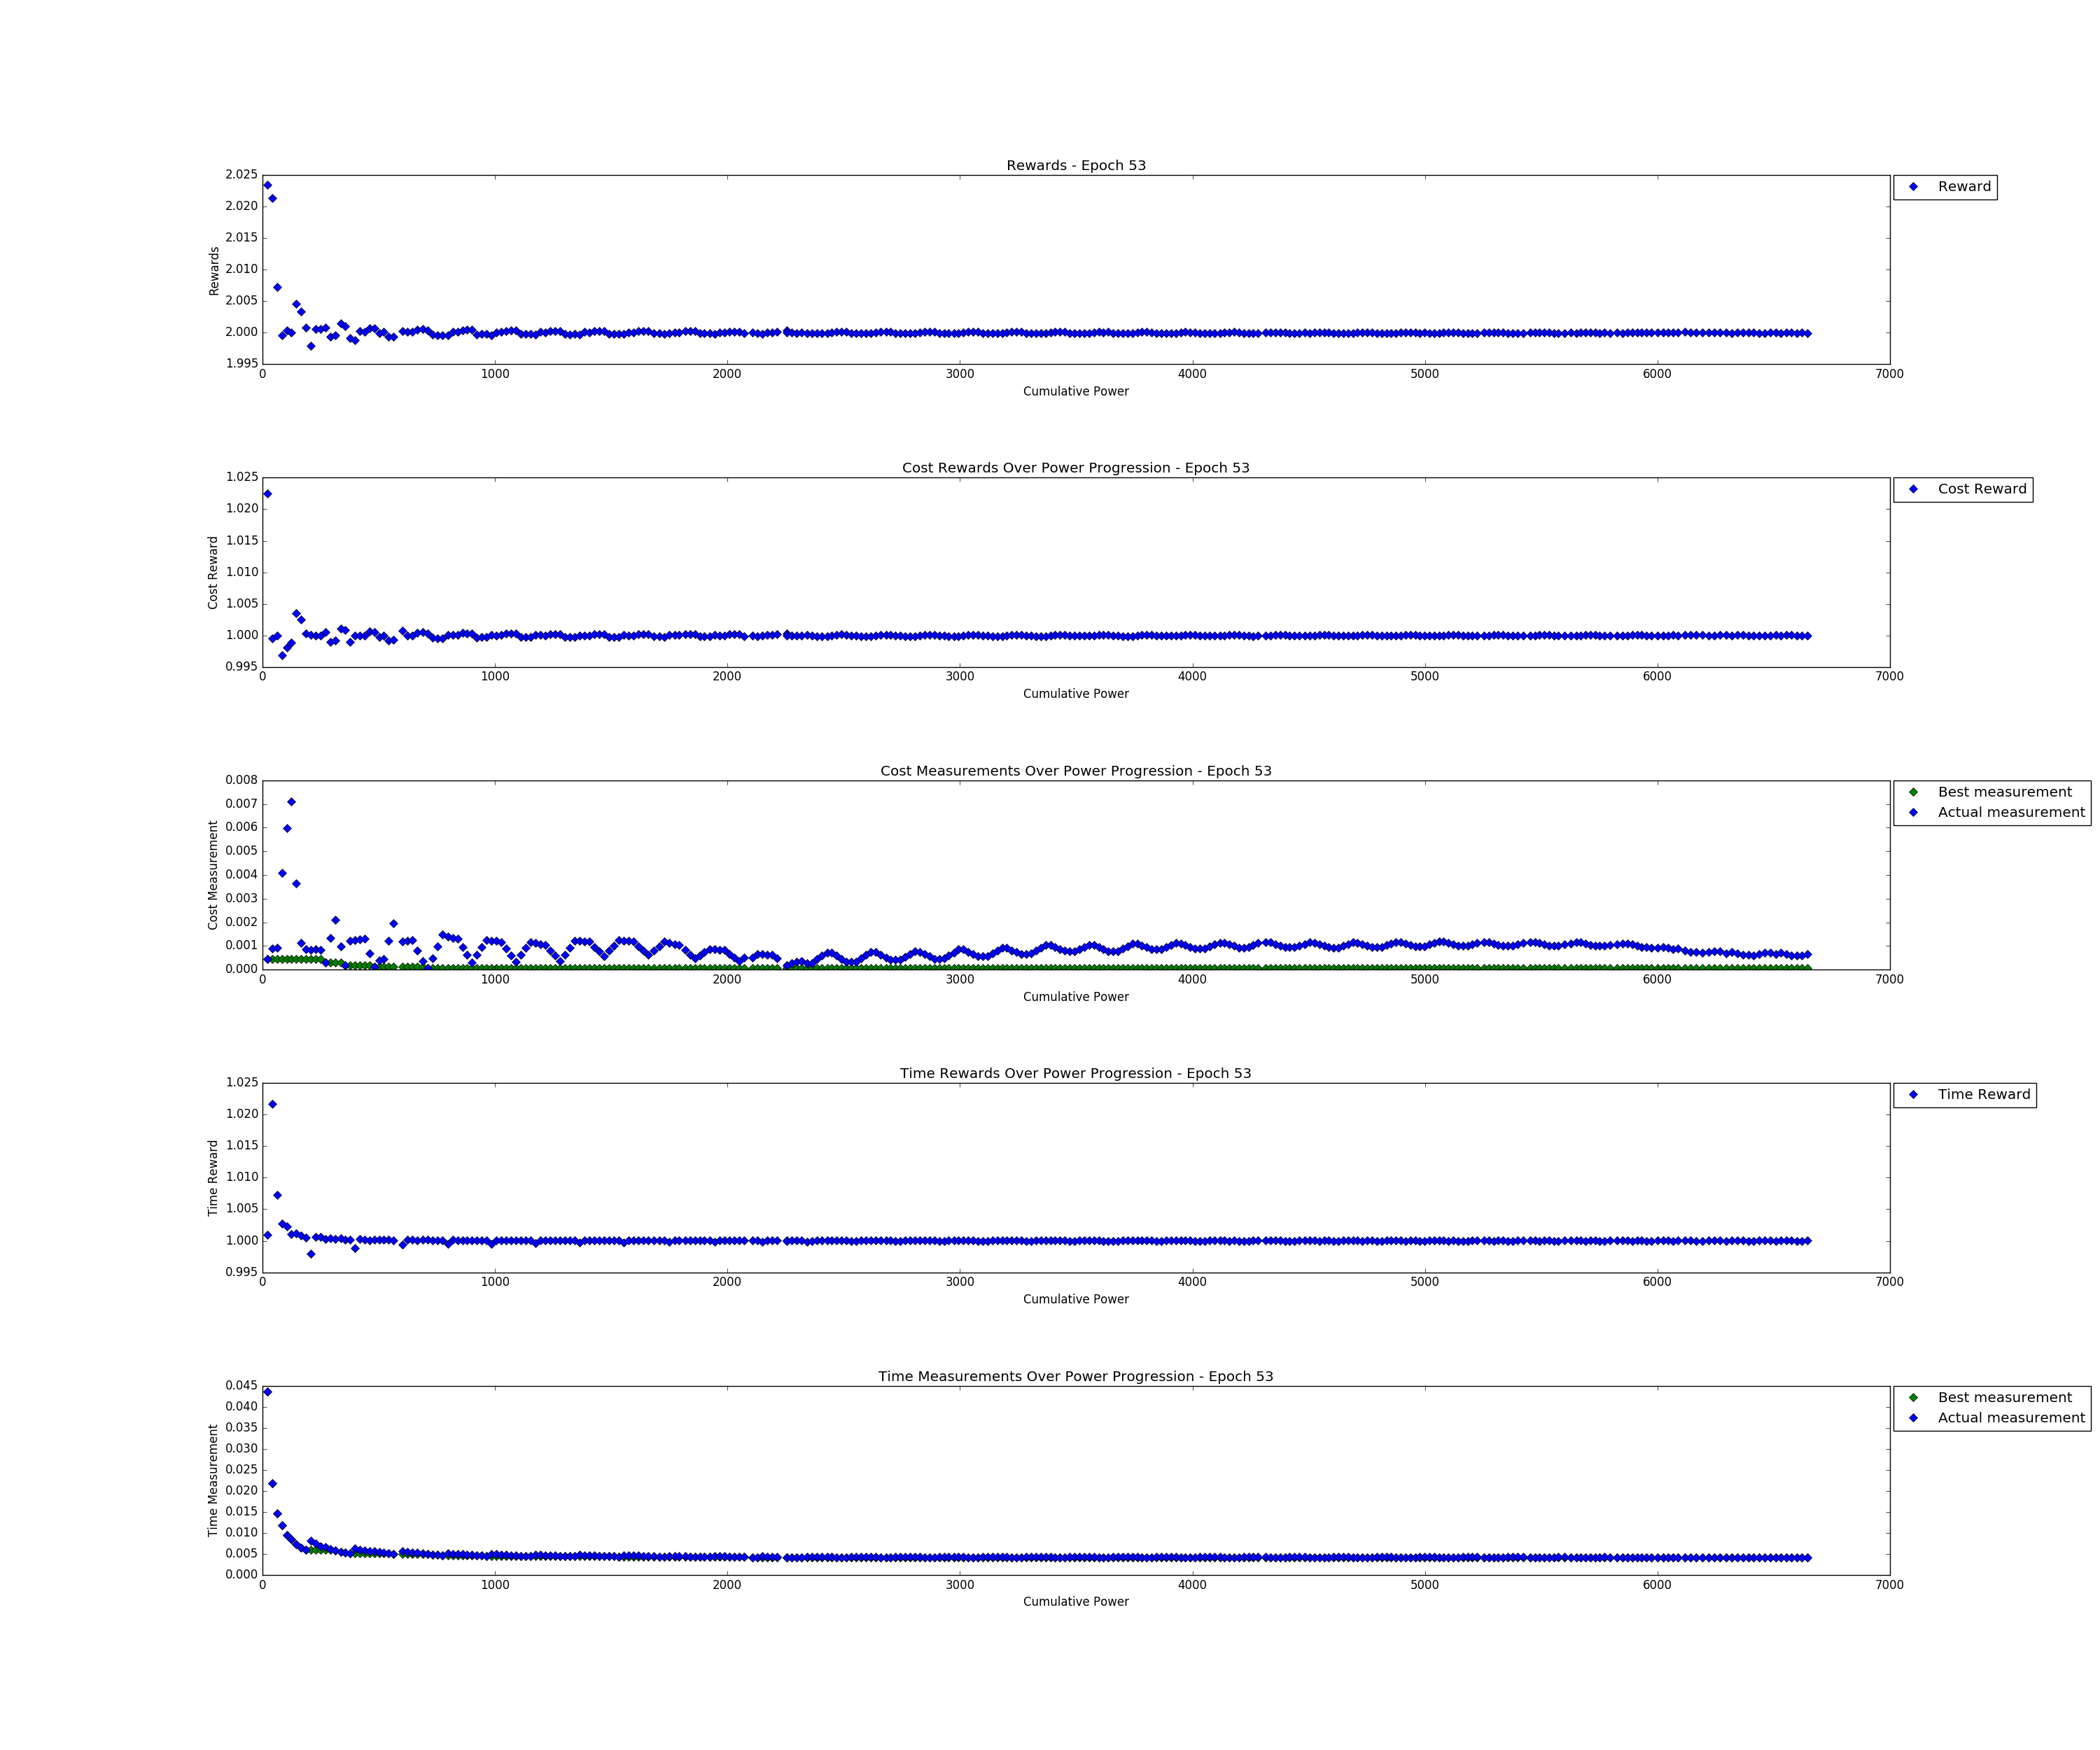 Rewards - Epoch 53
2.025
2.020
2.015
2.010
2.005
2.000
1.995
Rewards
0 1000 2000 3000 4000 5000 6000 7000
Cumulative Power
Reward
Cost Rewards Over Power Progression - Epoch 53
1.025
1.020
1.015
1.010
1.005
1.000
0.995
Cost Reward
0 1000 2000 3000 4000 5000 6000 7000
Cumulative Power
Cost Reward
Cost Measurements Over Power Progression - Epoch 53
0.008
0.007
0.006
0.005
0.004
0.003
0.002
0.001
0.000
Cost Measurement
0 1000 2000 3000 4000 5000 6000 7000
Cumulative Power
Best measurement
Actual measurement
Time Rewards Over Power Progression - Epoch 53
1.025
1.020
1.015
1.010
1.005
1.000
0.995
Time Reward
0 1000 2000 3000 4000 5000 6000 7000
Cumulative Power
Time Reward
Time Measurements Over Power Progression - Epoch 53
0.045
0.040
0.035
0.030
0.025
0.020
0.015
0.010
0.005
0.000
Time Measurement
0 1000 2000 3000 4000 5000 6000 7000
Cumulative Power
Best measurement
Actual measurement